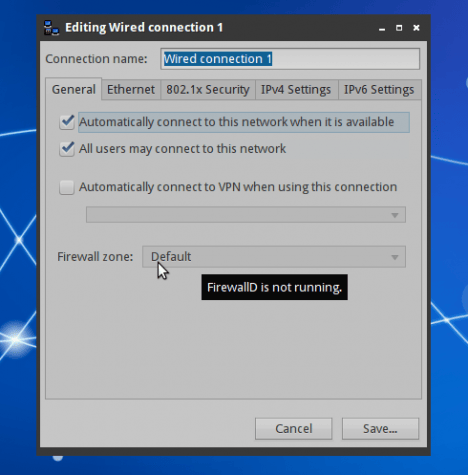 Editing Wired connection 1
Connection name: Wired connection 1
General Ethernet 802.1x Security IPv4 Settings IPv6 Settings
Automatically connect to this network when it is available
All users may connect to this network
Automatically connect to VPN when using this connection
Firewall zone: Default
FirewallD is not running.
Cancel Save...